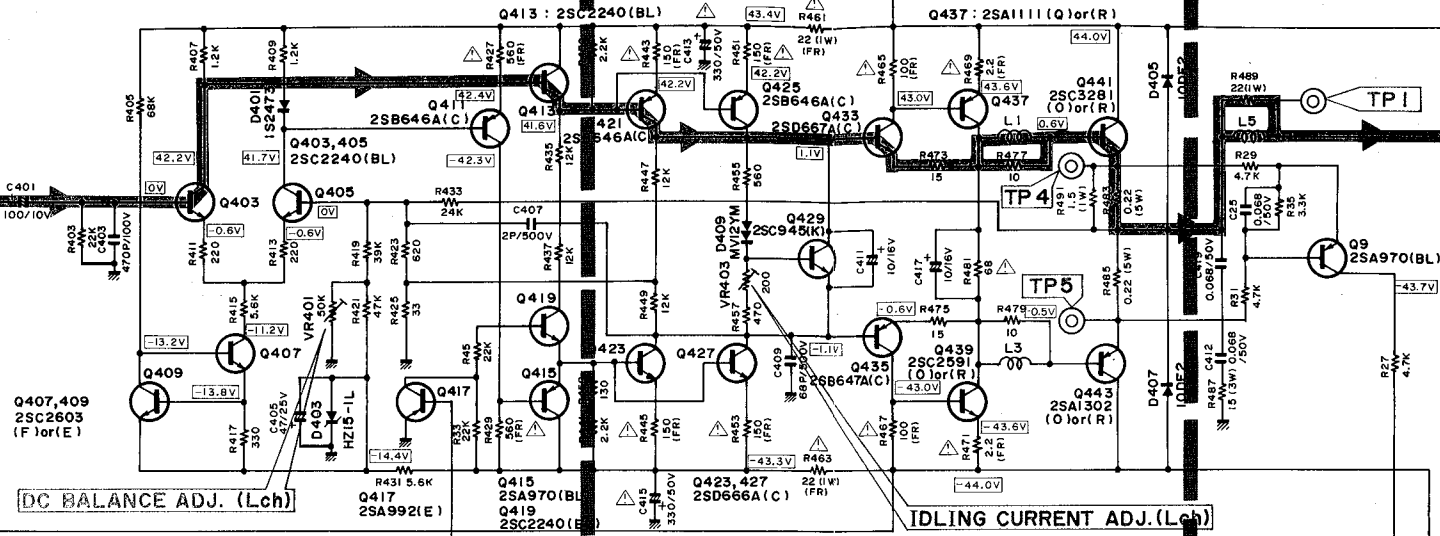 Q413 : 2SC2240(BL)
43.4V
R461
22 (1W)
(FR)
Q437: 2SA1111(Q)or(R)
44.0V
R407
1.2K
R409
1.2K
R427
560
(FR)
2.2K
R443
150
(FR)
C413
330/50V
R451
150
(FR)
R465
100
(FR)
R469
2.2
(FR)
D405
10DF2
R489
22(1W)
TP1
L5
R405
68K
D401
1S2473
Q411
2SB646A(C)
42.4V
Q413
41.6V
42.2V
42.2V
Q425
2SB646A(C)
43.0V
43.6V
Q437
Q441
2SC3281
(O)or(R)
421
Q433
2SD667A(C)
1.1V
L1
0.6V
Q403,405
2SC2240(BL)
42.2V
41.7V
-42.3V
R435
12K
R447
12K
R455
560
R473
15
R477
10
TP4
R491
1.5
(1W)
0.22
(5W)
R29
4.7K
C401
100/10V
0V
Q403
Q405
0V
R433
24K
C25
0.068
/50V
R35
3.3K
R403
22K
C403
470P/100V
-0.6V
-0.6V
R411
220
R413
220
R419
39K
R423
620
C407
2P/500V
R437
12K
D409
MV12YM
Q429
2SC945(K)
C411
10/16V
C417
10/16V
R481
68
R485
0.22 (5W)
C419
0.068/50V
Q9
2SA970(BL)
R415
5.6K
VR401
50K
R421
47K
R425
33
R449
12K
VR403
200
R457
470
TP5
R31
4.7K
-43.7V
-13.2V
-11.2V
Q407
Q419
-0.6V
R475
15
R479
10
-0.5V
Q409
R45
22K
423
Q427
C409
68P/500V
-1.1V
Q435
2SB647A(C)
Q439
2SC2591
(O)or(R)
L3
C412
0.068
/50V
R27
4.7K
-13.8V
Q407,409
2SC2603
(F)or(E)
R417
330
C405
47/25V
D403
HZ15-1L
Q417
R33
22K
Q415
R429
560
(FR)
130
2.2K
R445
150
(FR)
R453
150
(FR)
R467
100
(FR)
-43.0V
-43.6V
R471
2.2
(FR)
Q443
2SA1302
(O)or(R)
D407
10DF2
R487
15 (3W)
-14.4V
R431 5.6K
-43.3V
R463
22 (1W)
(FR)
-44.0V
DC BALANCE ADJ. (Lch)
Q417
2SA992(E)
Q415
2SA970(BL
Q419
2SC2240(
C415
330/50V
Q423,427
2SD666A(C)
IDLING CURRENT ADJ.(Lch)